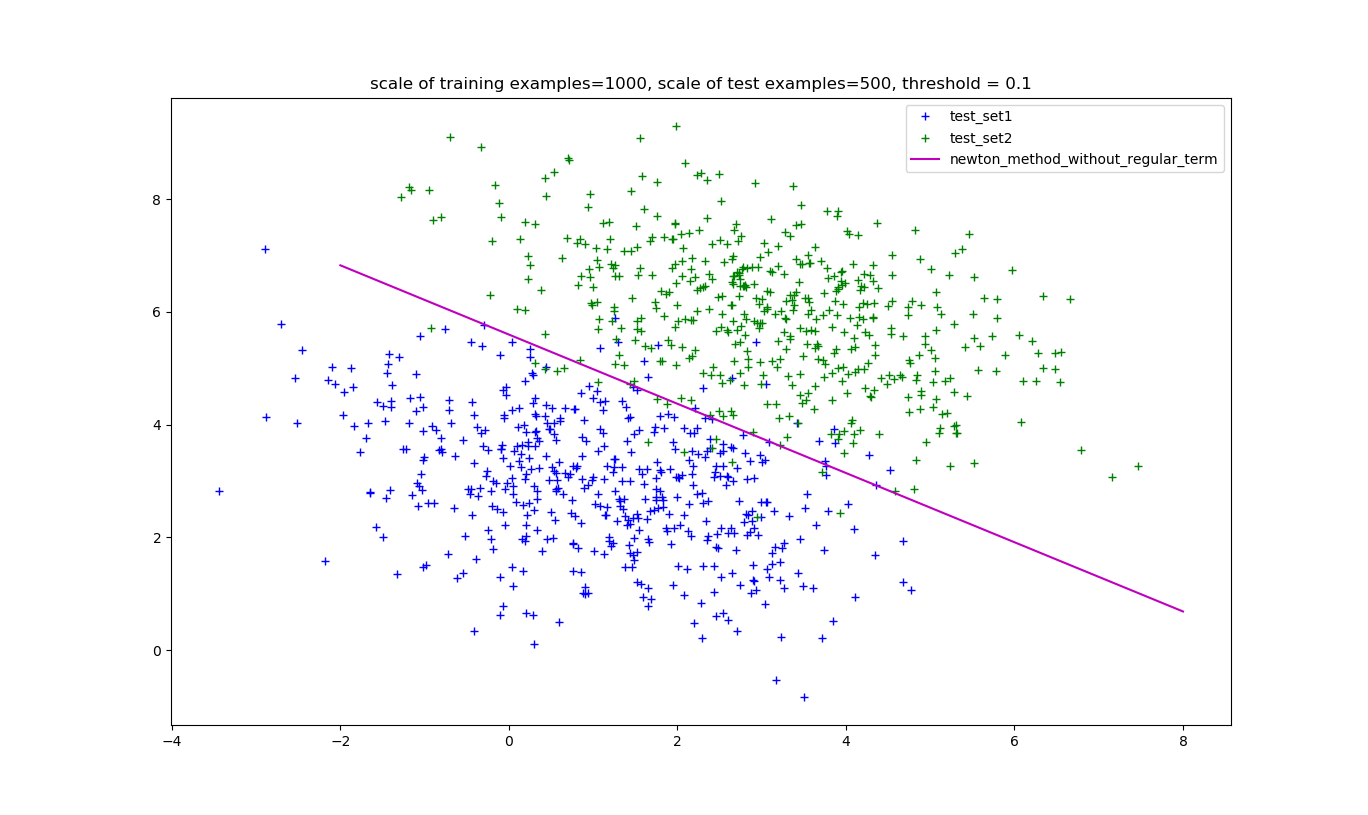 scale of training examples=1000, scale of test examples=500, threshold = 0.1
test_set1
test_set2
newton_method_without_regular_term
8
6
4
2
0
−4 −2 0 2 4 6 8